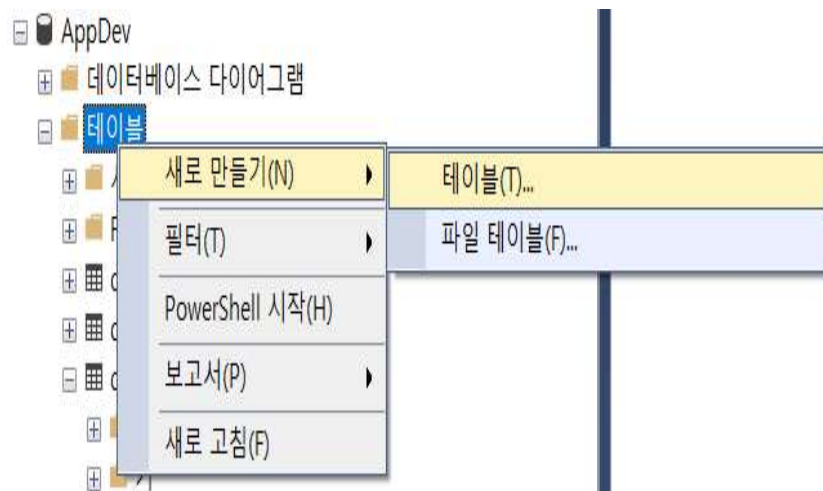 AppDev
데이터베이스 다이어그램
테이블
새로 만들기(N)
테이블(T)...
필터(T)
파일 테이블(F)...
PowerShell 시작(H)
보고서(P)
새로 고침(F)